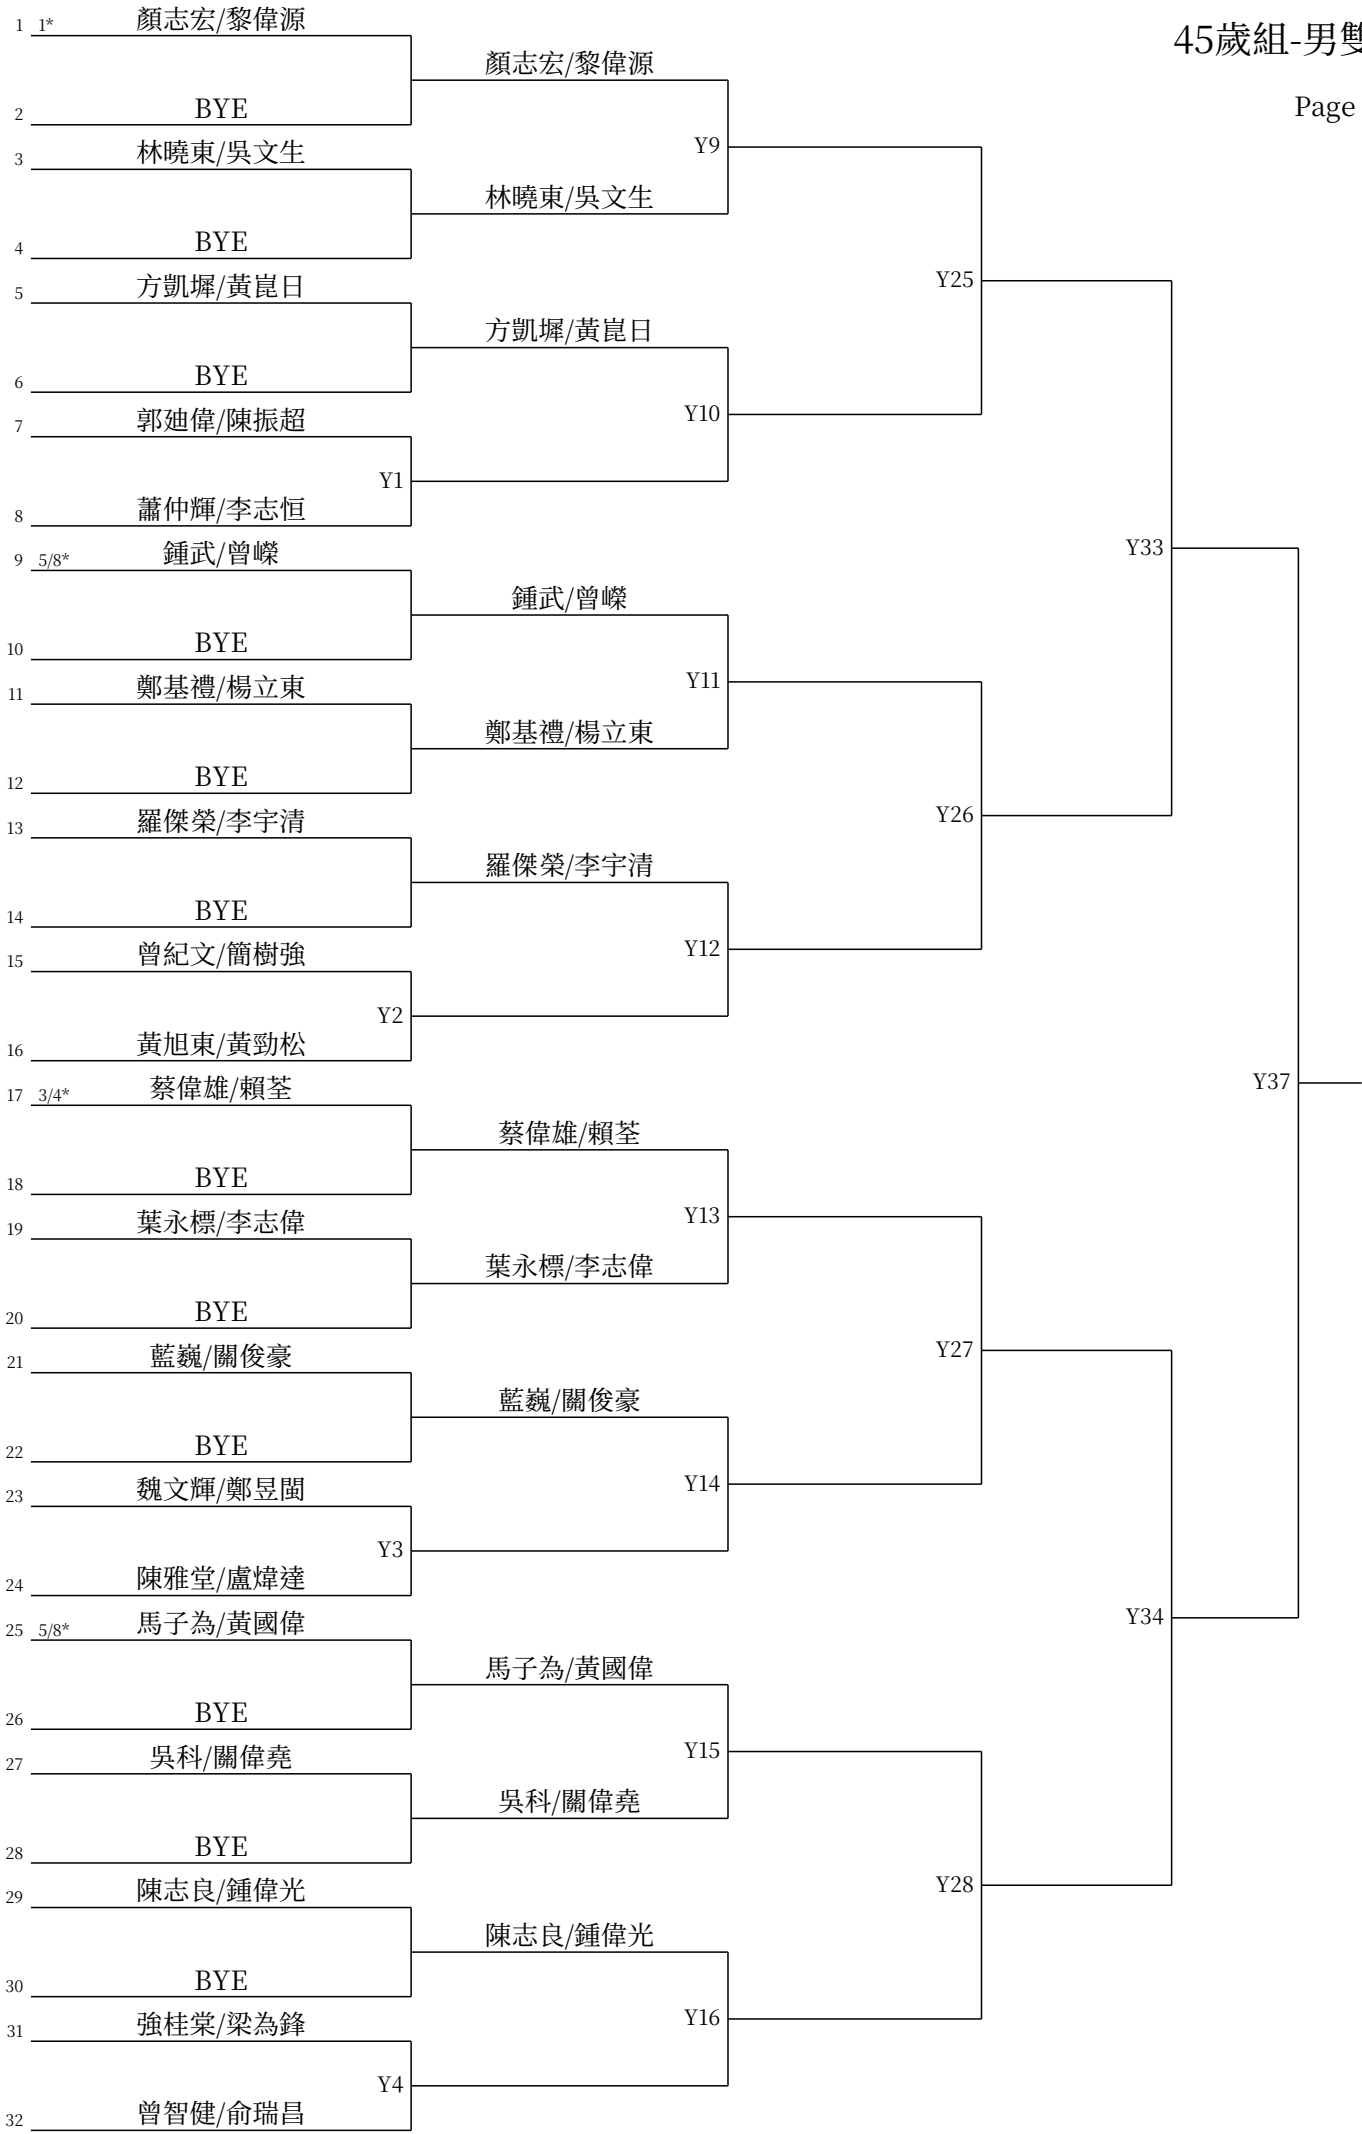 45歲組-男雙
Page
1 1* 顏志宏/黎偉源
顏志宏/黎偉源
2 BYE
Y9
3 林曉東/吳文生
林曉東/吳文生
4 BYE
Y25
5 方凱墀/黃崑日
方凱墀/黃崑日
6 BYE
Y10
7 郭廸偉/陳振超
Y1
8 蕭仲輝/李志恒
Y33
9 5/8* 鍾武/曾嶸
鍾武/曾嶸
10 BYE
Y11
11 鄭基禮/楊立東
鄭基禮/楊立東
12 BYE
Y26
13 羅傑榮/李宇清
羅傑榮/李宇清
14 BYE
Y12
15 曾紀文/簡樹強
Y2
16 黃旭東/黃勁松
Y37
17 3/4* 蔡偉雄/賴荃
蔡偉雄/賴荃
18 BYE
Y13
19 葉永標/李志偉
葉永標/李志偉
20 BYE
Y27
21 藍巍/關俊豪
藍巍/關俊豪
22 BYE
Y14
23 魏文輝/鄭昱閩
Y3
24 陳雅堂/盧煒達
Y34
25 5/8* 馬子為/黃國偉
馬子為/黃國偉
26 BYE
Y15
27 吳科/關偉堯
吳科/關偉堯
28 BYE
Y28
29 陳志良/鍾偉光
陳志良/鍾偉光
30 BYE
Y16
31 強桂棠/梁為鋒
Y4
32 曾智健/俞瑞昌